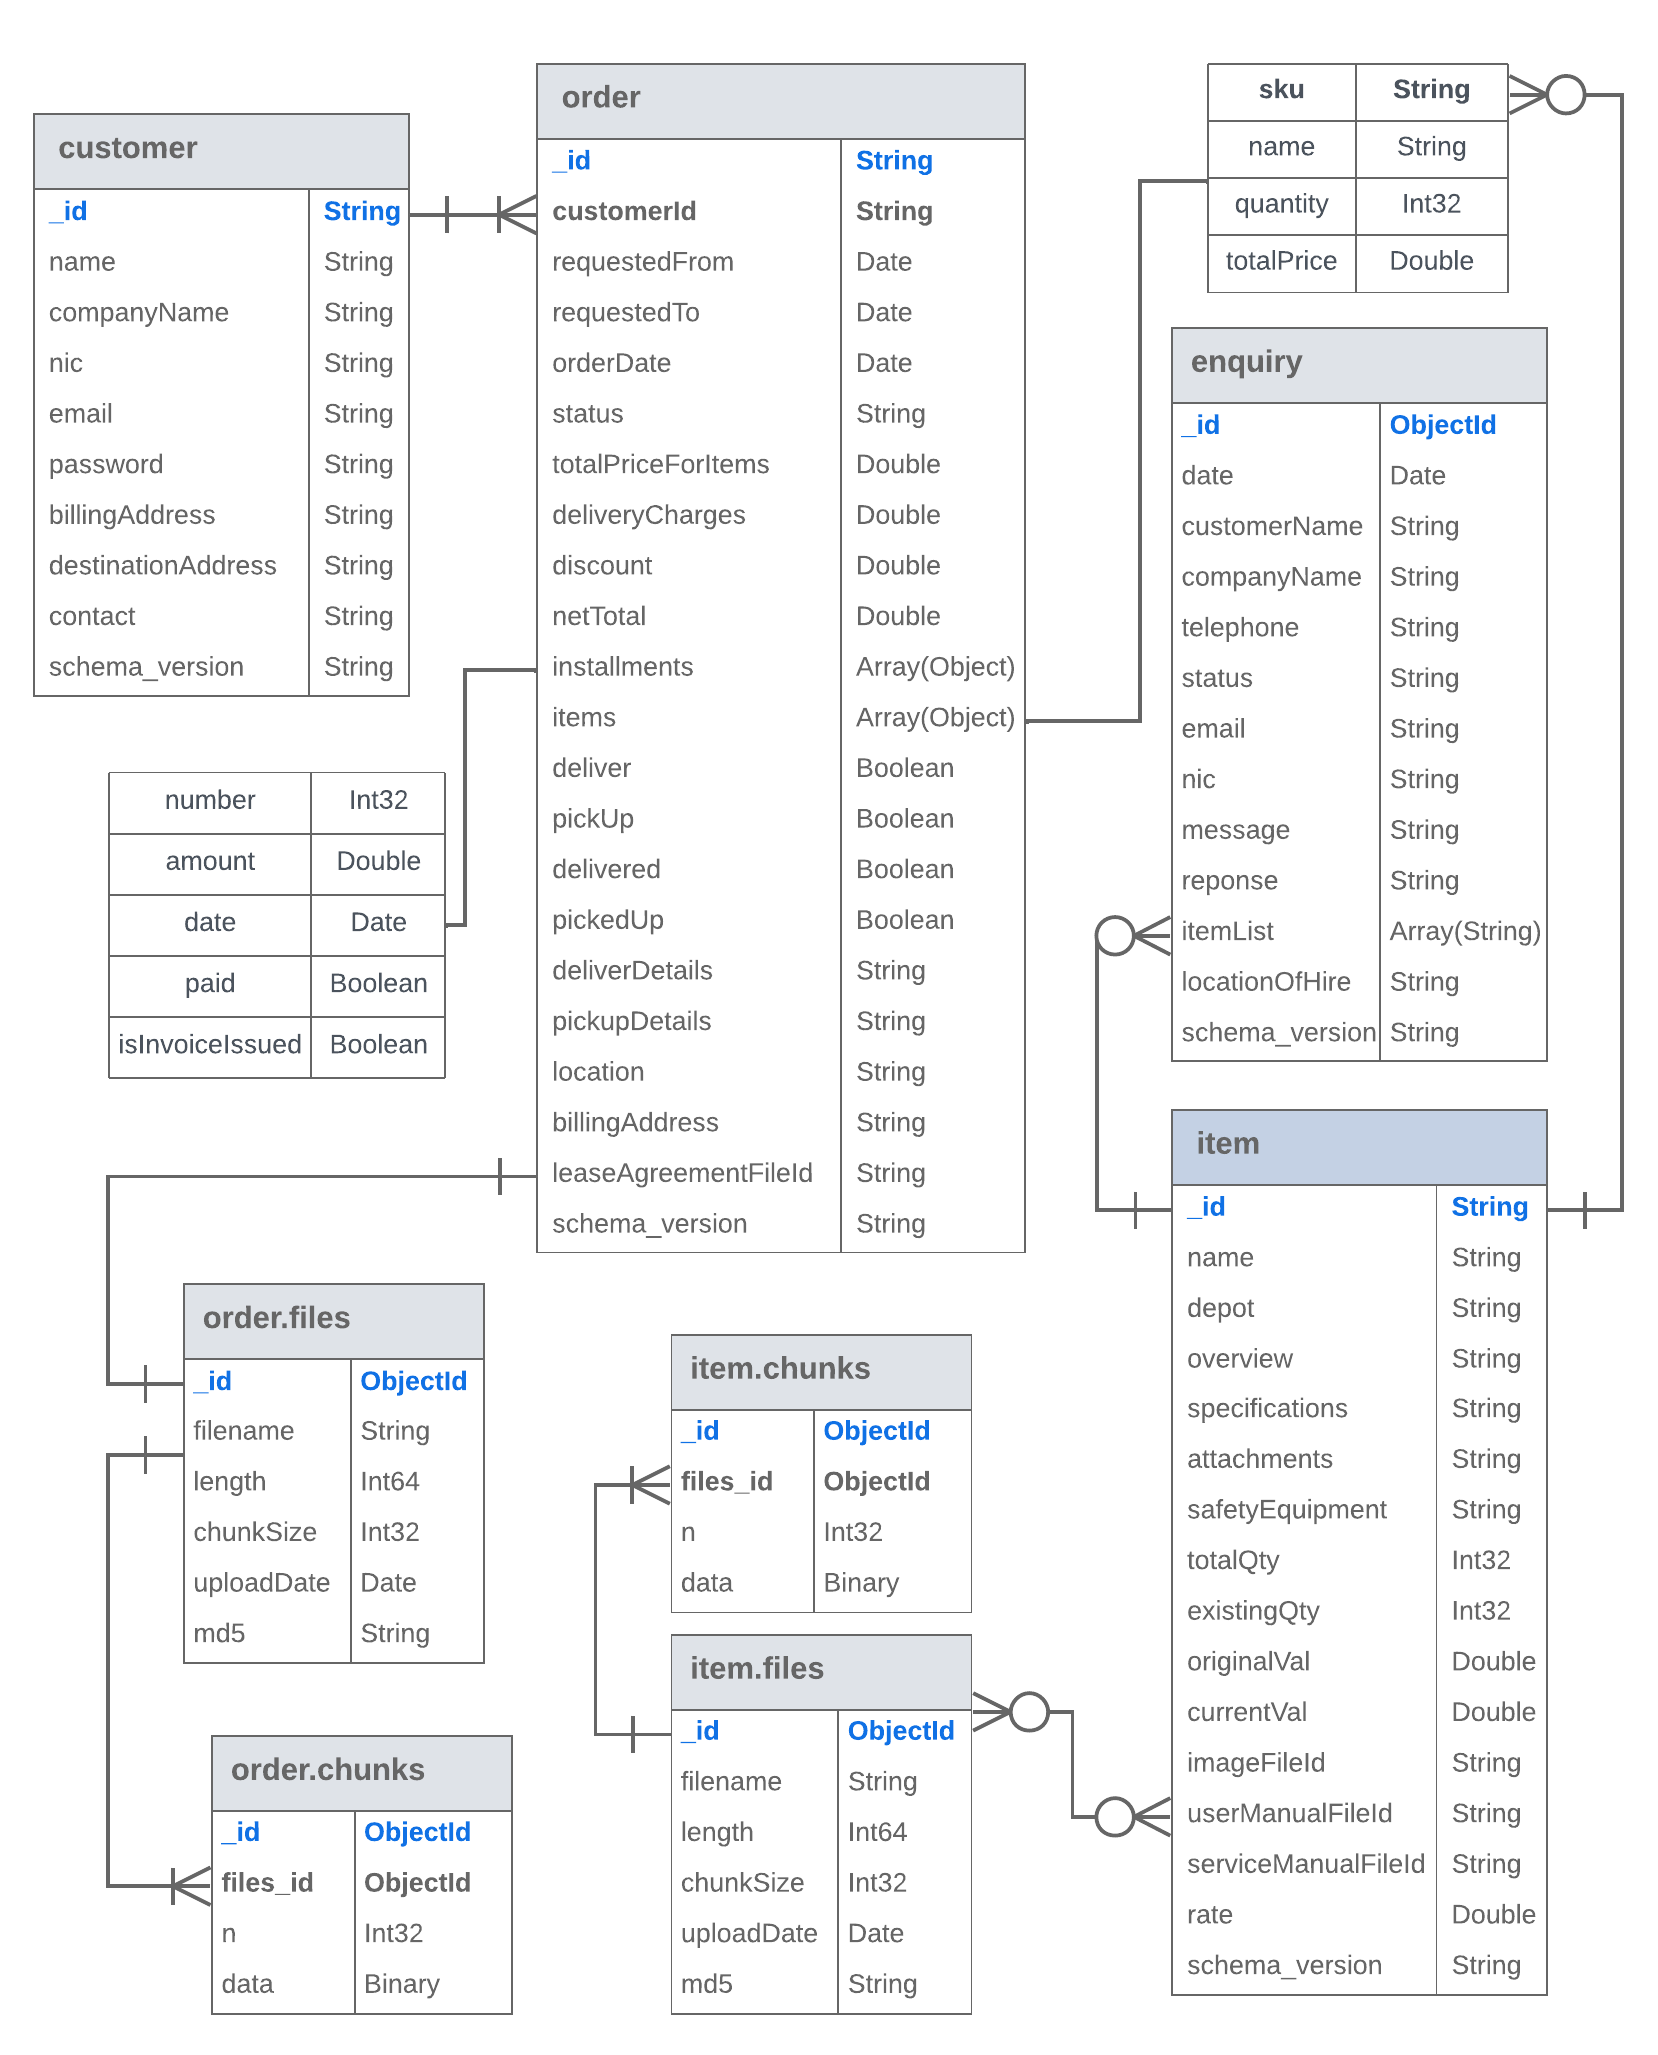 customer
_id String
name String
companyName String
nic String
email String
password String
billingAddress String
destinationAddress String
contact String
schema_version String
order
_id String
customerId String
requestedFrom Date
requestedTo Date
orderDate Date
status String
totalPriceForItems Double
deliveryCharges Double
discount Double
netTotal Double
installments Array(Object)
items Array(Object)
deliver Boolean
pickUp Boolean
delivered Boolean
pickedUp Boolean
deliverDetails String
pickupDetails String
location String
billingAddress String
leaseAgreementFileId String
schema_version String
sku String
name String
quantity Int32
totalPrice Double
enquiry
_id ObjectId
date Date
customerName String
companyName String
telephone String
status String
email String
nic String
message String
reponse String
itemList Array(String)
locationOfHire String
schema_version String
number Int32
amount Double
date Date
paid Boolean
isInvoiceIssued Boolean
item
_id String
name String
depot String
overview String
specifications String
attachments String
safetyEquipment String
totalQty Int32
existingQty Int32
originalVal Double
currentVal Double
imageFileId String
userManualFileId String
serviceManualFileId String
rate Double
schema_version String
order.files
_id ObjectId
filename String
length Int64
chunkSize Int32
uploadDate Date
md5 String
item.chunks
_id ObjectId
files_id ObjectId
n Int32
data Binary
item.files
_id ObjectId
filename String
length Int64
chunkSize Int32
uploadDate Date
md5 String
order.chunks
_id ObjectId
files_id ObjectId
n Int32
data Binary